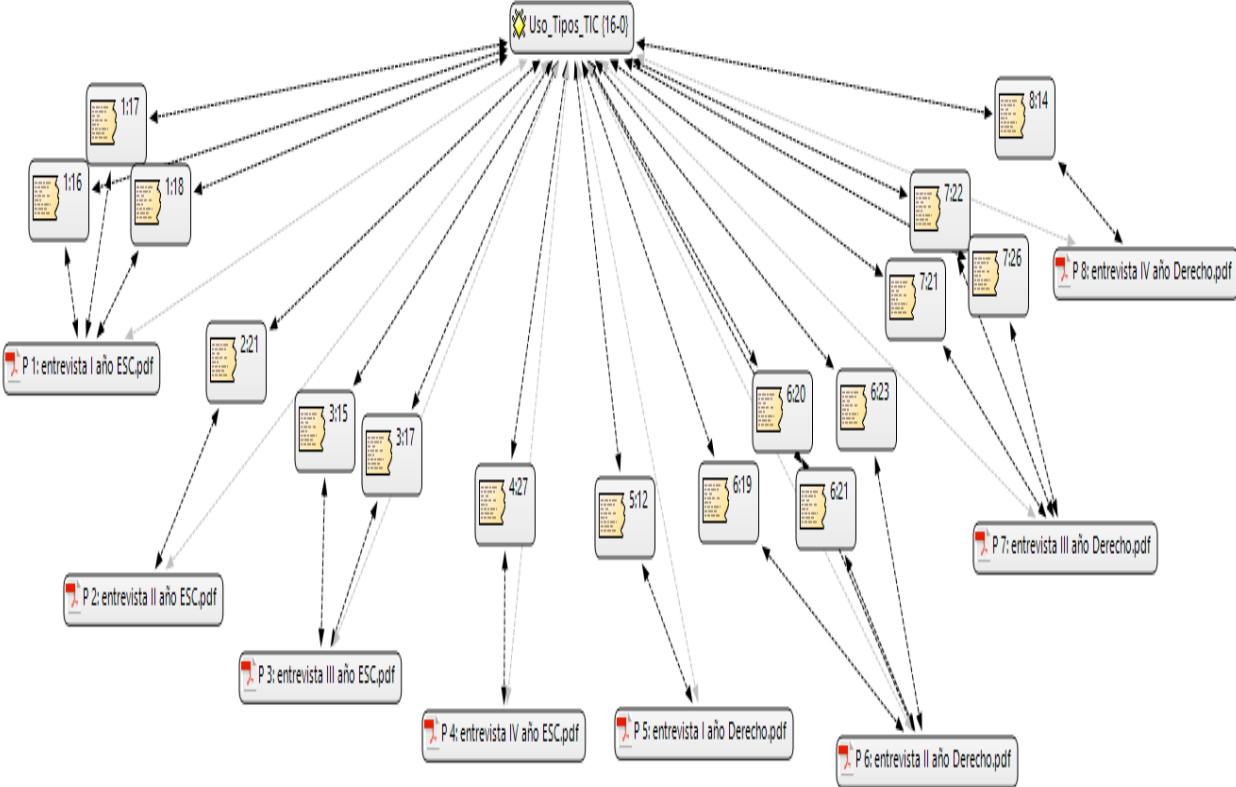 Uso_Tipos_TIC {16-0}
1:17
8:14
1:16
1:18
7:22
7:26
P 8: entrevista IV año Derecho.pdf
7:21
2:21
P 1: entrevista I año ESC.pdf
3:15
3:17
6:20
6:23
4:27
5:12
6:19
6:21
P 7: entrevista III año Derecho.pdf
P 2: entrevista II año ESC.pdf
P 3: entrevista III año ESC.pdf
P 4: entrevista IV año ESC.pdf
P 5: entrevista I año Derecho.pdf
P 6: entrevista II año Derecho.pdf